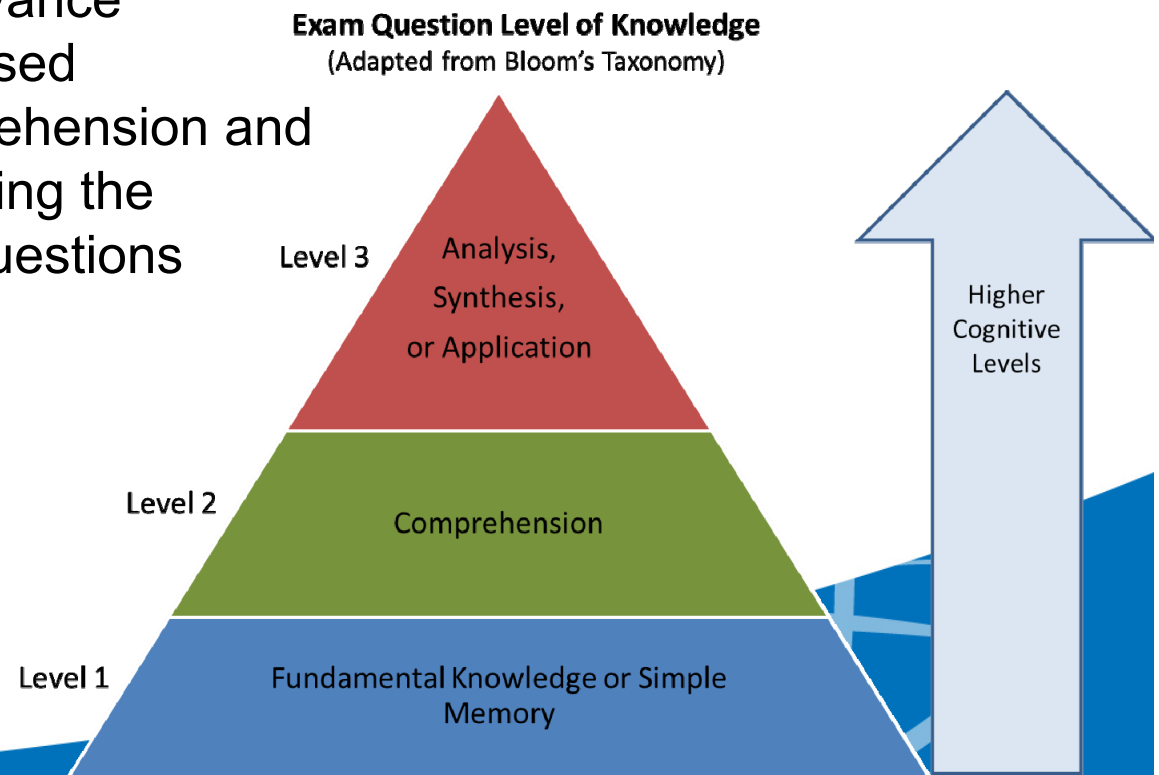 Exam Question Level of Knowledge
(Adapted from Bloom's Taxonomy)
sed
ehension and
ing the
uestions
Level 3
Analysis,
Synthesis,
or Application
Higher
Cognitive
Levels
Level 2
Comprehension
Level 1
Fundamental Knowledge or Simple
Memory